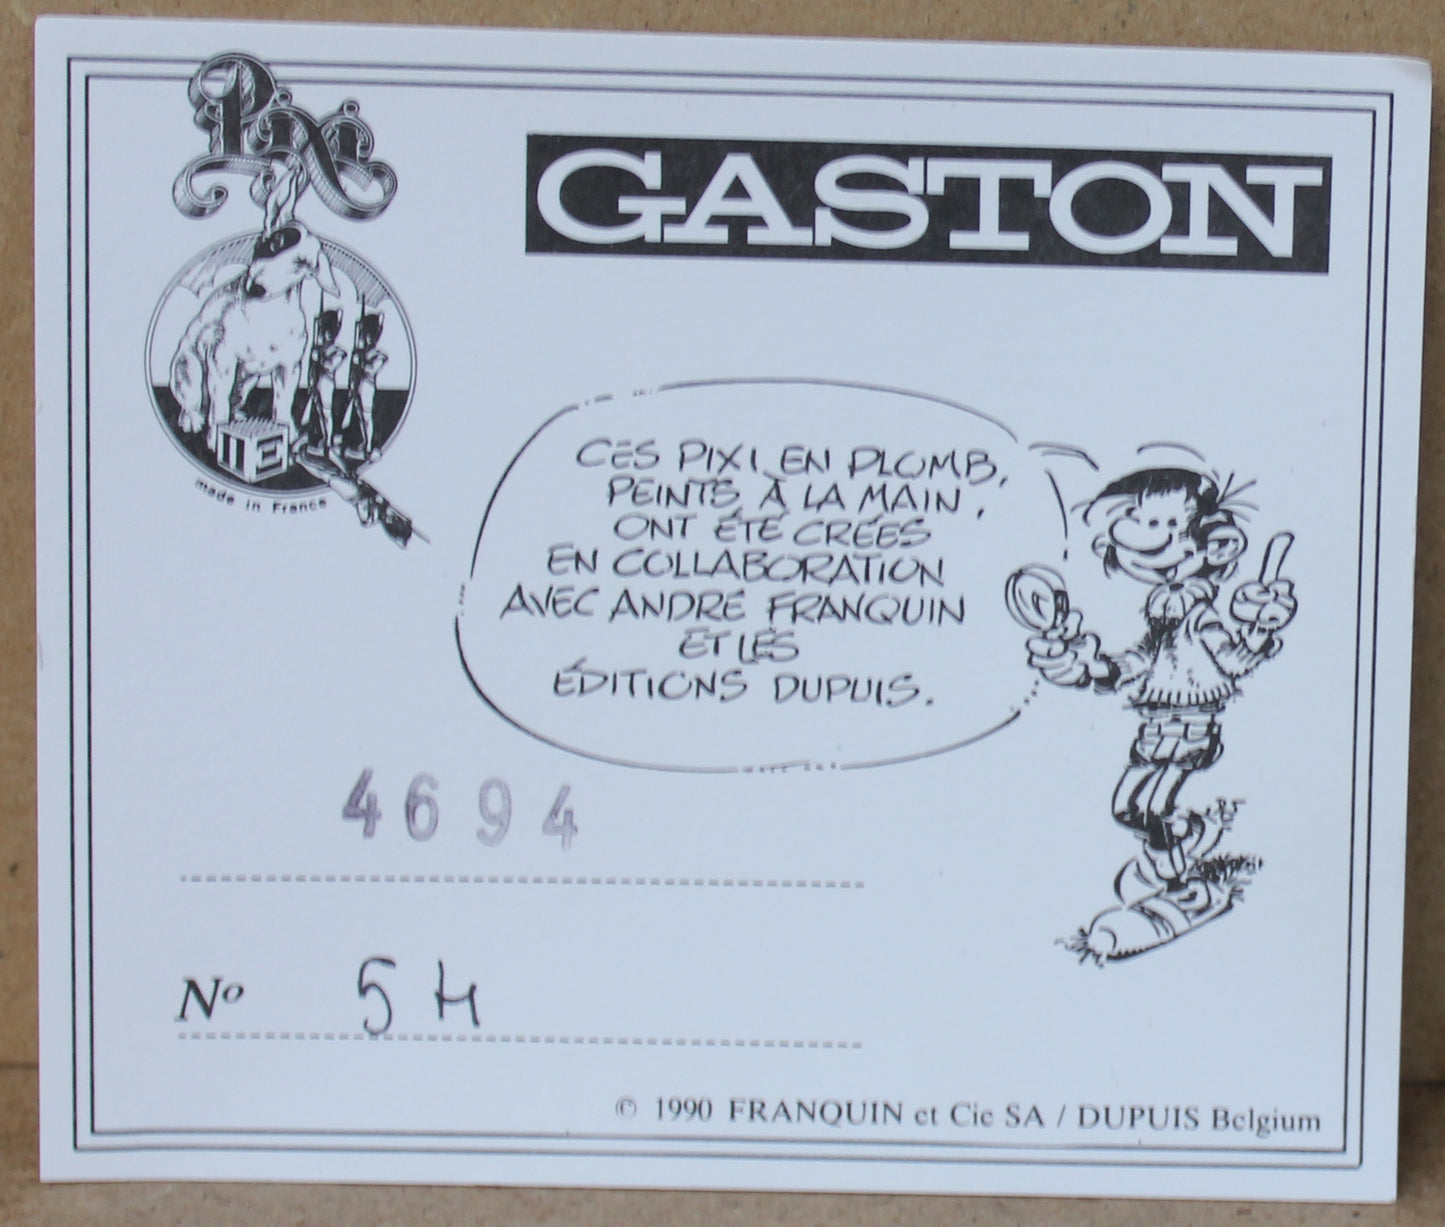 Pixi
GASTON
made in France
CES PIXI EN PLOMB,
PEINTS À LA MAIN,
ONT ÉTÉ CRÉES
EN COLLABORATION
AVEC ANDRÉ FRANQUIN
ET LES
ÉDITIONS DUPUIS.
4694
Nº 54
© 1990 FRANQUIN et Cie SA / DUPUIS Belgium